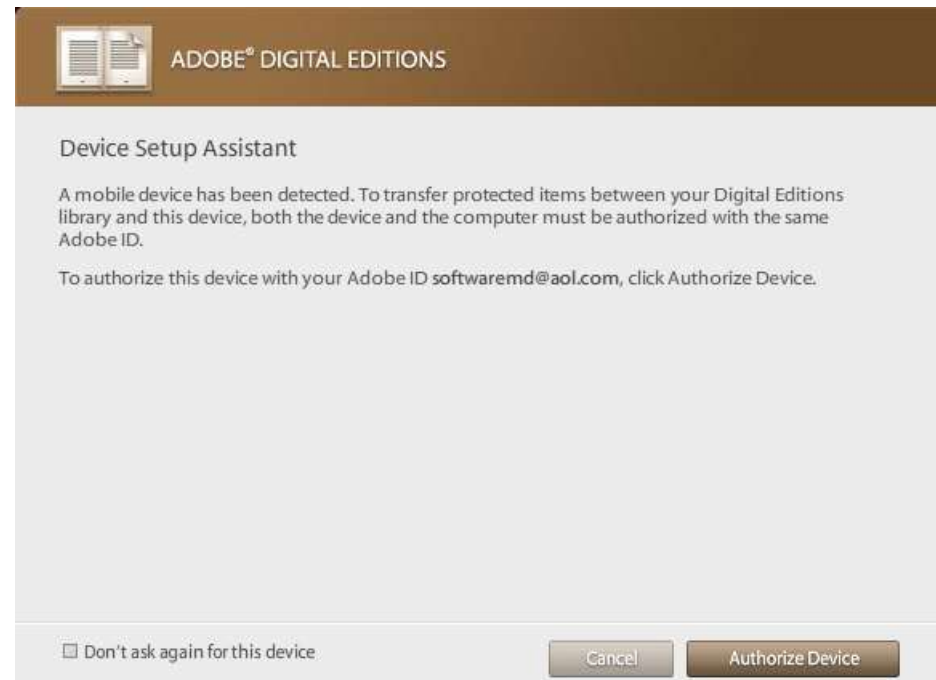 ADOBE® DIGITAL EDITIONS
Device Setup Assistant
A mobile device has been detected. To transfer protected items between your Digital Editions
library and this device, both the device and the computer must be authorized with the same
Adobe ID.
To authorize this device with your Adobe ID softwaremd@aol.com, click Authorize Device.
Don't ask again for this device
Cancel
Authorize Device